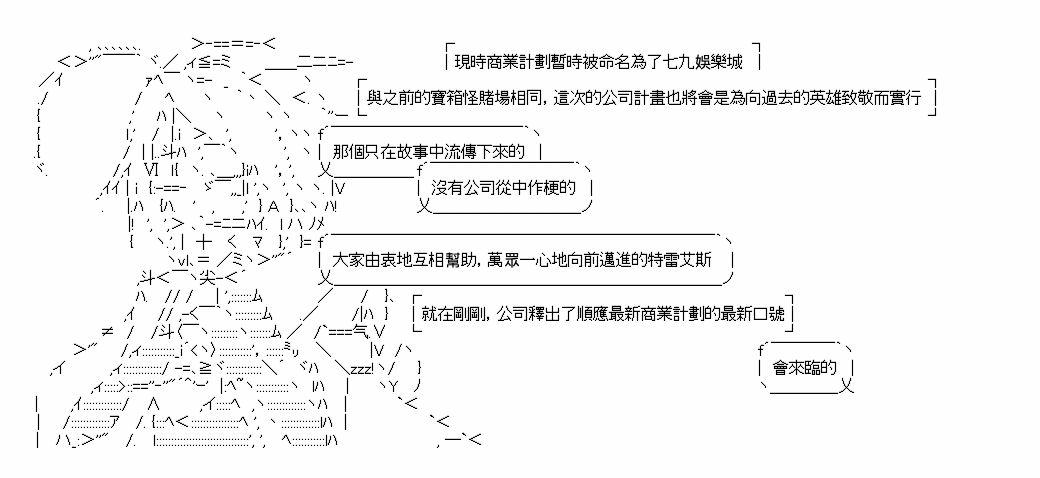 現時商業計劃暫時被命名為了七九娛樂城
與之前的寶箱怪賭場相同，這次的公司計畫也將會是為向過去的英雄致敬而實行
那個只在故事中流傳下來的
沒有公司從中作梗的
大家由衷地互相幫助，萬眾一心地向前邁進的特雷艾斯
就在剛剛，公司釋出了順應最新商業計劃的最新口號
會來臨的